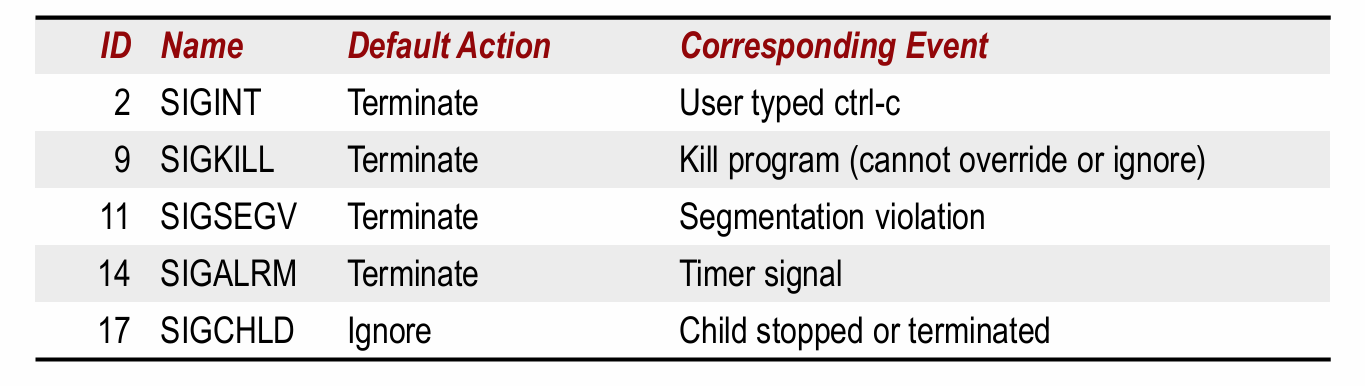 ID Name Default Action Corresponding Event
2 SIGINT Terminate User typed ctrl-c
9 SIGKILL Terminate Kill program (cannot override or ignore)
11 SIGSEGV Terminate Segmentation violation
14 SIGALRM Terminate Timer signal
17 SIGCHLD Ignore Child stopped or terminated